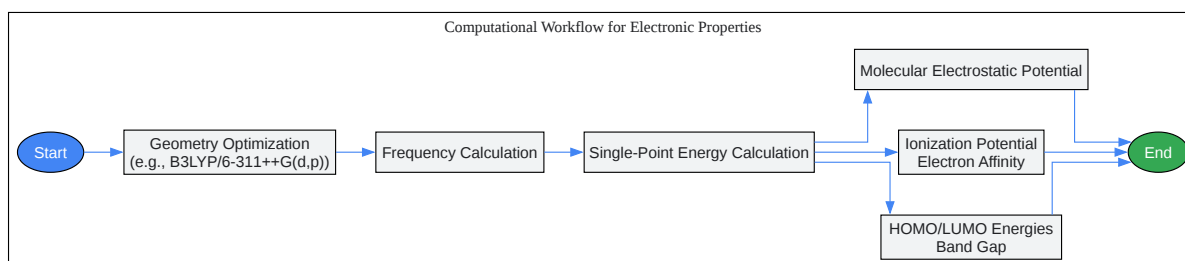 Computational Workflow for Electronic Properties
Start
Geometry Optimization
(e.g., B3LYP/6-311++G(d,p))
Frequency Calculation
Single-Point Energy Calculation
Molecular Electrostatic Potential
Ionization Potential
Electron Affinity
HOMO/LUMO Energies
Band Gap
End